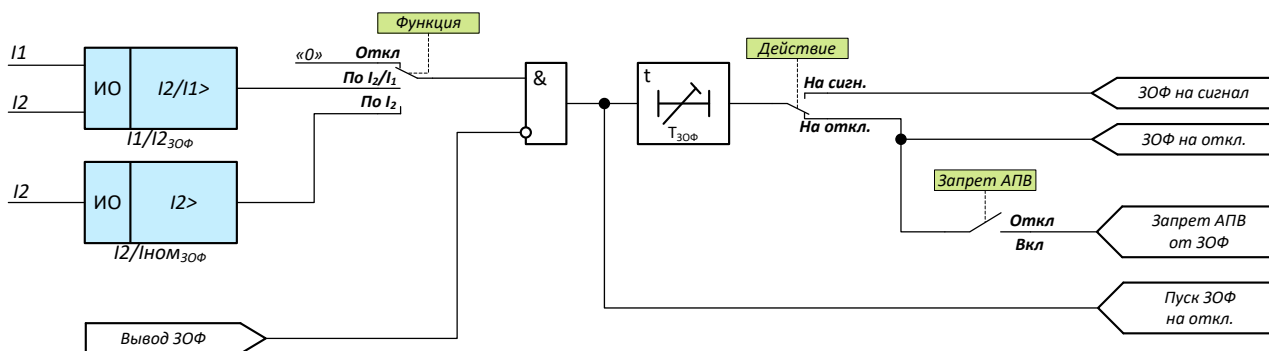 Функция
I1
I2
ИО
I2/I1>
I1/I2ЗОФ
«0»
Откл
По I2/I1
По I2
I2
ИО
I2>
I2/IномЗОФ
Вывод ЗОФ
&
t
TЗОФ
Действие
На сигн.
На откл.
Запрет АПВ
Откл
Вкл
ЗОФ на сигнал
ЗОФ на откл.
Запрет АПВ
от ЗОФ
Пуск ЗОФ
на откл.